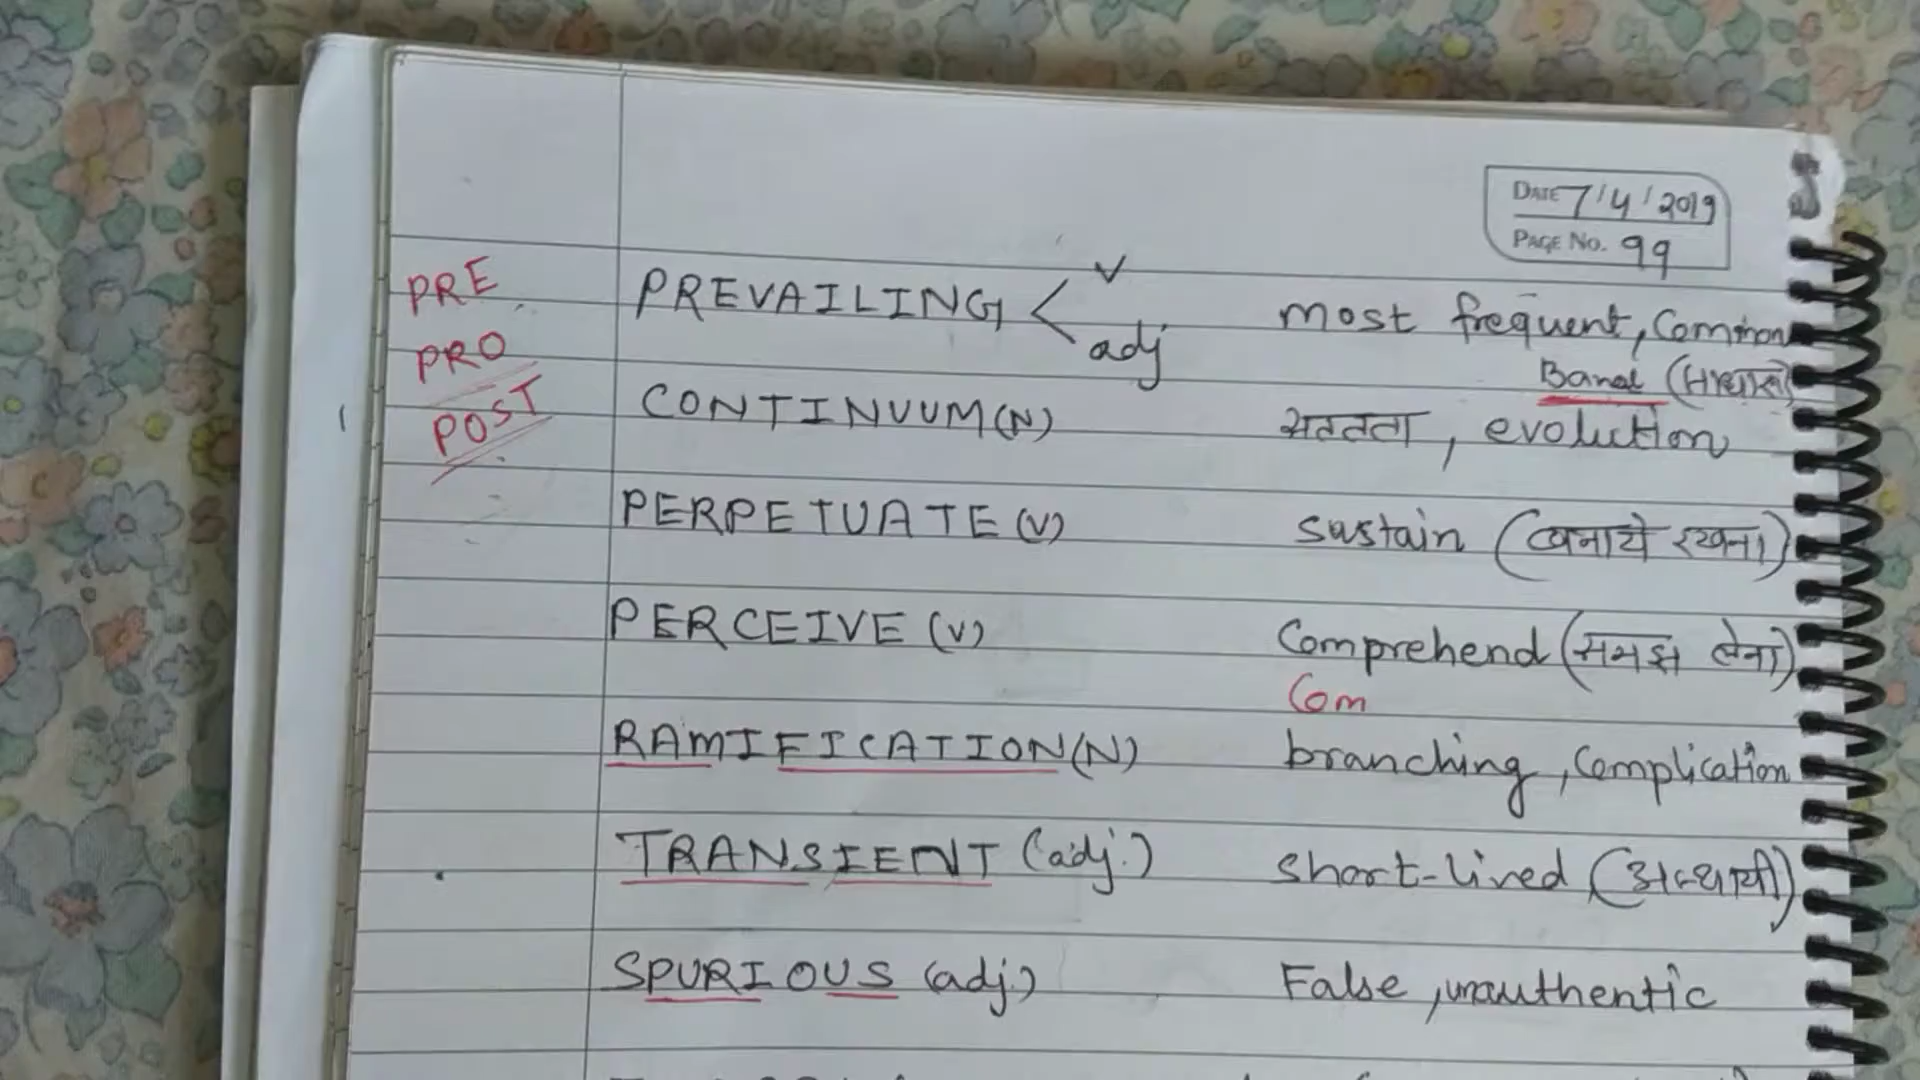 DATE 7/4/2019
PAGE NO. 99
PRE PREVAILING < v adj most frequent, Common
PRO Banal
POST CONTINUUM (N) सततता, evolution
PERPETUATE (V) sustain (बनाये रखना)
PERCEIVE (V) Comprehend (समझ लेना)
Com
RAMIFICATION (N) branching, Complication
TRANSIENT (adj.) Short-lived (अस्थायी)
SPURIOUS (adj.) False, unauthentic